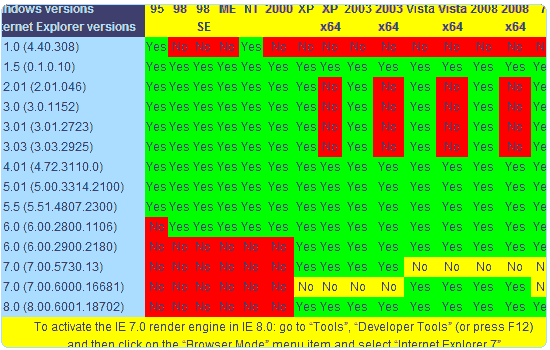 ndows versions 95 98 98 ME NT 2000 XP XP 2003 2003 Vista Vista 2008 2008 7
ternet Explorer versions SE x64 x64 x64 x64
1.0 (4.40.308) Yes No No No Yes No No No No No No No No No No
1.5 (0.1.0.10) Yes Yes Yes Yes Yes Yes Yes Yes Yes Yes Yes Yes Yes Yes Ye
2.01 (2.01.046) Yes Yes Yes Yes Yes Yes Yes No Yes No Yes No Yes No Ye
3.0 (3.0.1152) Yes Yes Yes Yes Yes Yes Yes No Yes No Yes No Yes No Ye
3.01 (3.01.2723) Yes Yes Yes Yes Yes Yes Yes No Yes No Yes No Yes No Ye
3.03 (3.03.2925) Yes Yes Yes Yes Yes Yes Yes No Yes No Yes No Yes No Ye
4.01 (4.72.3110.0) Yes Yes Yes Yes Yes Yes Yes Yes Yes Yes Yes Yes Yes Yes Ye
5.01 (5.00.3314.2100) Yes Yes Yes Yes Yes Yes Yes Yes Yes Yes Yes Yes Yes Yes Ye
5.5 (5.51.4807.2300) Yes Yes Yes Yes Yes Yes Yes Yes Yes Yes Yes Yes Yes Yes Ye
6.0 (6.00.2800.1106) No Yes Yes Yes Yes Yes Yes Yes Yes Yes Yes Yes Yes Yes Ye
6.0 (6.00.2900.2180) No No No No No No Yes Yes Yes Yes Yes Yes Yes Yes Ye
7.0 (7.00.5730.13) No No No No No No Yes Yes Yes Yes No No No No No
7.0 (7.00.6000.16681) No No No No No No No No No No Yes Yes Yes Yes No
8.0 (8.00.6001.18702) No No No No No No Yes Yes Yes Yes Yes Yes Yes Yes Ye
To activate the IE 7.0 render engine in IE 8.0: go to “Tools”, “Developer Tools” (or press F12)
and then click on the “Browser Mode” menu item and select “Internet Explorer 7”